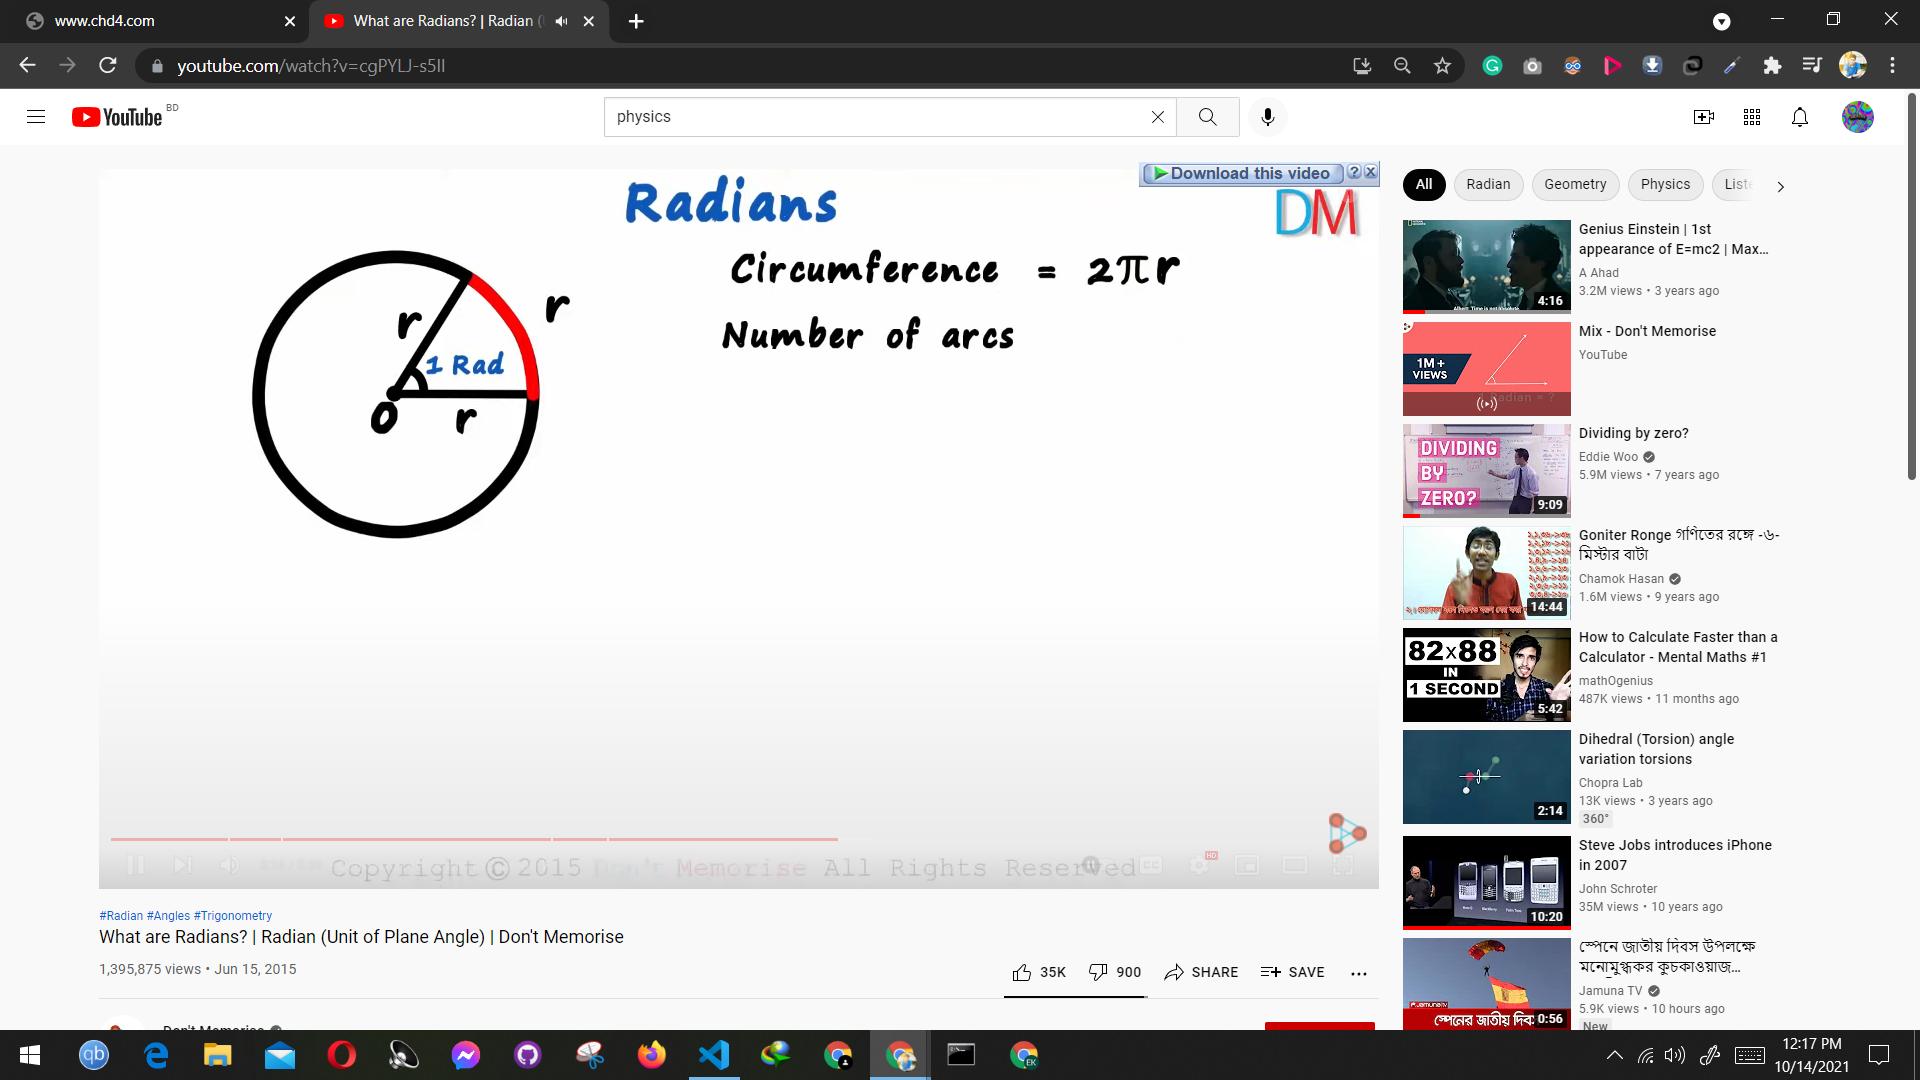 www.chd4.com
What are Radians? | Radian (
youtube.com/watch?v=cgPYLJ-s5lI
YouTube BD
physics
Download this video
Radians
DM
Circumference = 2πr
Number of arcs
r
r
1 Rad
O
r
Copyright © 2015 Don't Memorise All Rights Reserved
HD
#Radian #Angles #Trigonometry
What are Radians? | Radian (Unit of Plane Angle) | Don't Memorise
1,395,875 views • Jun 15, 2015
35K
900
SHARE
SAVE
Don't Memorise
All
Radian
Geometry
Physics
Genius Einstein | 1st
appearance of E=mc2 | Max...
A Ahad
3.2M views • 3 years ago
4:16
Mix - Don't Memorise
YouTube
1M+
VIEWS
Radian = ?
Dividing by zero?
Eddie Woo
5.9M views • 7 years ago
DIVIDING
BY
ZERO?
9:09
Goniter Ronge গণিতের রঙ্গে -৬-
মিস্টার বাটা
Chamok Hasan
1.6M views • 9 years ago
14:44
How to Calculate Faster than a
Calculator - Mental Maths #1
mathOgenius
487K views • 11 months ago
82x88
IN
1 SECOND
5:42
Dihedral (Torsion) angle
variation torsions
Chopra Lab
13K views • 3 years ago
360°
2:14
Steve Jobs introduces iPhone
in 2007
John Schroter
35M views • 10 years ago
10:20
স্পেনে জাতীয় দিবস উপলক্ষে
মনোমুগ্ধকর কুচকাওয়াজ...
Jamuna TV
5.9K views • 10 hours ago
New
স্পেনের জাতীয় দিব
0:56
12:17 PM
10/14/2021